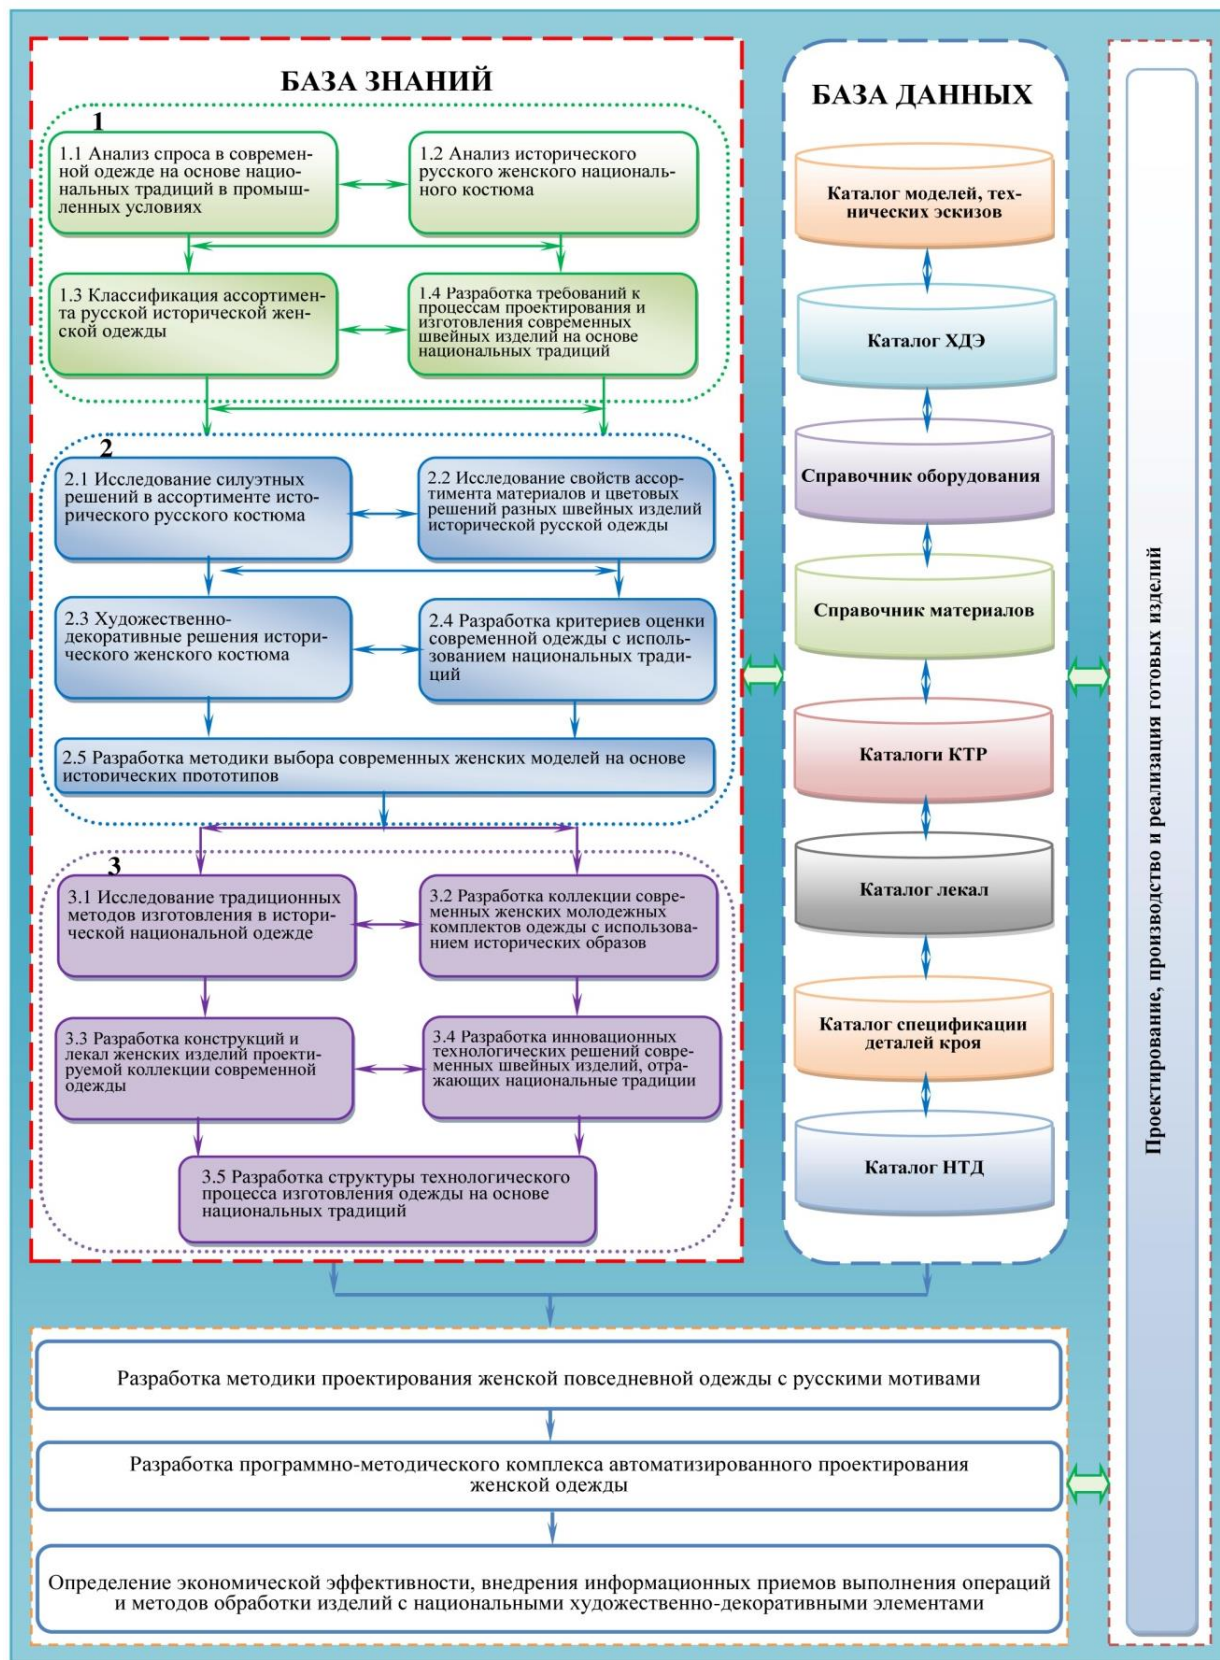 БАЗА ЗНАНИЙ
1
1.1 Анализ спроса в современ-
ной одежде на основе наци-
ональных традиций в промыш-
ленных условиях
1.2 Анализ исторического
русского женского националь-
ного костюма
1.3 Классификация ассортимен-
та русской исторической жен-
ской одежды
1.4 Разработка требований к
процессам проектирования и
изготовления современных
швейных изделий на основе
национальных традиций
2
2.1 Исследование силуэтных
решений в ассортименте исто-
рического русского костюма
2.2 Исследование свойств ассор-
тимента материалов и цветовых
решений разных швейных изделий
исторической русской одежды
2.3 Художественно-
декоративные решения истори-
ческого женского костюма
2.4 Разработка критериев оценки
современной одежды с исполь-
зованием национальных тради-
ций
2.5 Разработка методики выбора современных женских моделей на основе
исторических прототипов
3
3.1 Исследование традиционных
методов изготовления в истори-
ческой национальной одежде
3.2 Разработка коллекции совре-
менных женских молодежных
комплектов одежды с использова-
нием исторических образов
3.3 Разработка конструкций и
лекал женских изделий проекти-
руемой коллекции современной
одежды
3.4 Разработка инновационных
технологических решений совре-
менных швейных изделий, отра-
жающих национальные традиции
3.5 Разработка структуры технологического
процесса изготовления одежды на основе
национальных традиций
БАЗА ДАННЫХ
Каталог моделей, тех-
нических эскизов
Каталог ХДЭ
Справочник оборудования
Справочник материалов
Каталоги КТР
Каталог лекал
Каталог спецификации
деталей кроя
Каталог НТД
Проектирование, производство и реализация готовых изделий
Разработка методики проектирования женской повседневной одежды с русскими мотивами
Разработка программно-методического комплекса автоматизированного проектирования
женской одежды
Определение экономической эффективности, внедрения информационных приемов выполнения операций
и методов обработки изделий с национальными художественно-декоративными элементами